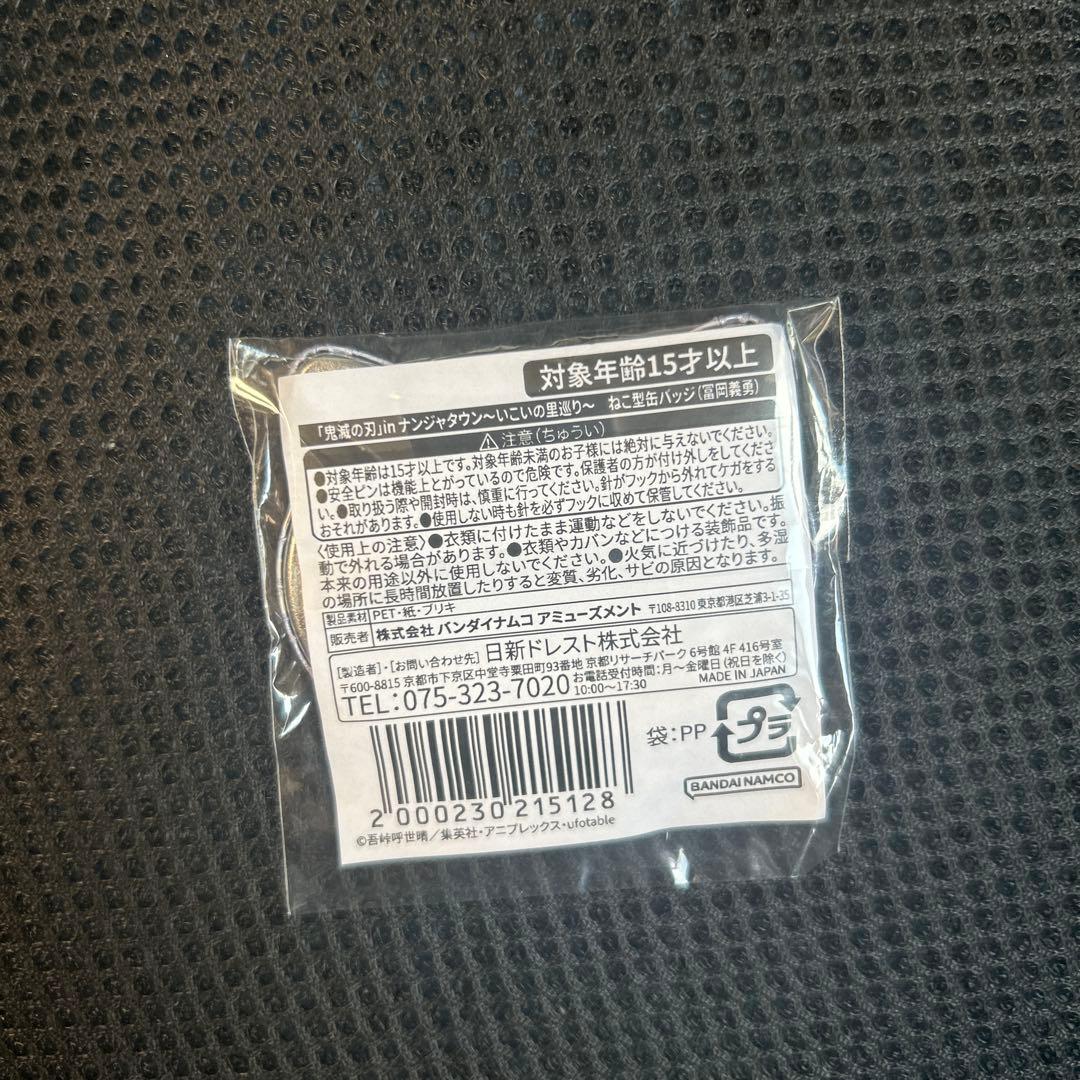 対象年齢15才以上
「鬼滅の刃」in ナンジャタウン〜いこいの里巡り〜　ねこ型缶バッジ(冨岡義勇)
注意(ちゅうい)
●対象年齢は15才以上です。対象年齢未満のお子様には絶対に与えないでください。
●安全ピンは機能上とがっているので危険です。保護者の方が付け外しをしてくださ
い。●取り扱う際や開封時は、慎重に行ってください。針がフックから外れてケガをする
おそれがあります。●使用しない時も針を必ずフックに収めて保管してください。
〈使用上の注意〉●衣類に付けたまま運動などをしないでください。振
動で外れる場合があります。●衣類やカバンなどにつける装飾品です。
本来の用途以外に使用しないでください。●火気に近づけたり、多湿
の場所に長時間放置したりすると変質、劣化、サビの原因となります。
製品素材 PET・紙・ブリキ
販売者 株式会社 バンダイナムコ アミューズメント 〒108-8310 東京都港区芝浦3-1-35
[製造者]・[お問い合わせ先] 日新ドレスト株式会社
〒600-8815 京都市下京区中堂寺粟田町93番地 京都リサーチパーク 6号館 4F 416号室
TEL:075-323-7020 お電話受付時間:月〜金曜日(祝日を除く)
10:00〜17:30
MADE IN JAPAN
袋:PP
プラ
BANDAI NAMCO
2 000230 215128
©吾峠呼世晴／集英社・アニプレックス・ufotable